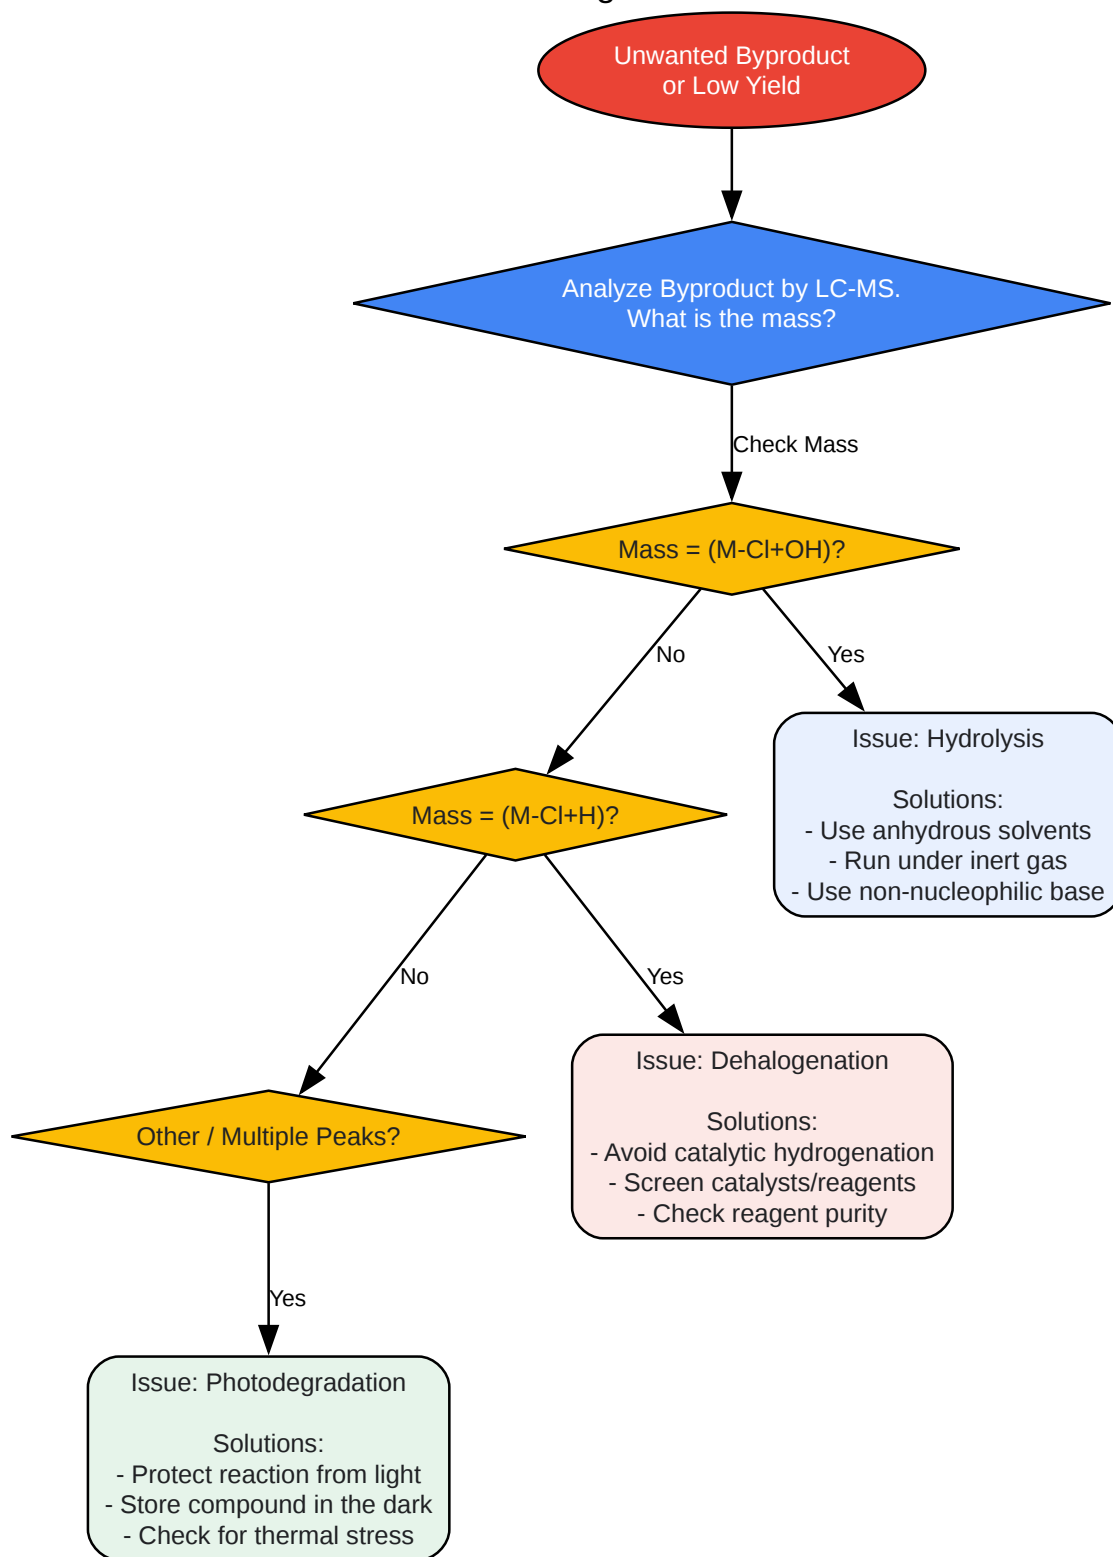 Unwanted Byproduct
or Low Yield
Analyze Byproduct by LC-MS.
What is the mass?
Check Mass
Mass = (M-Cl+OH)?
No
Yes
Issue: Hydrolysis
Solutions:
- Use anhydrous solvents
- Run under inert gas
- Use non-nucleophilic base
Mass = (M-Cl+H)?
No
Yes
Issue: Dehalogenation
Solutions:
- Avoid catalytic hydrogenation
- Screen catalysts/reagents
- Check reagent purity
Other / Multiple Peaks?
Yes
Issue: Photodegradation
Solutions:
- Protect reaction from light
- Store compound in the dark
- Check for thermal stress